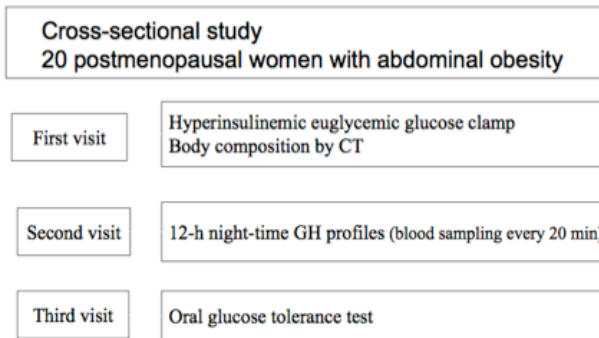 Cross-sectional study
20 postmenopausal women with abdominal obesity
First visit
Hyperinsulinemic euglycemic glucose clamp
Body composition by CT
Second visit
12-h night-time GH profiles (blood sampling every 20 min)
Third visit
Oral glucose tolerance test